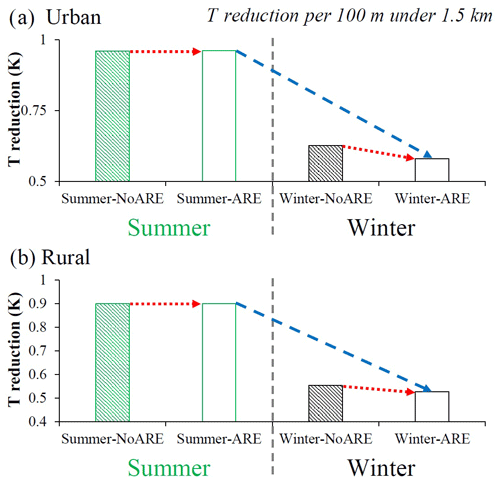 (a) Urban T reduction per 100 m under 1.5 km
T reduction (K)
1
0.75
0.5
Summer-NoARE Summer-ARE Winter-NoARE Winter-ARE
Summer Winter
(b) Rural
T reduction (K)
1
0.9
0.8
0.7
0.6
0.5
0.4
Summer-NoARE Summer-ARE Winter-NoARE Winter-ARE
Summer Winter